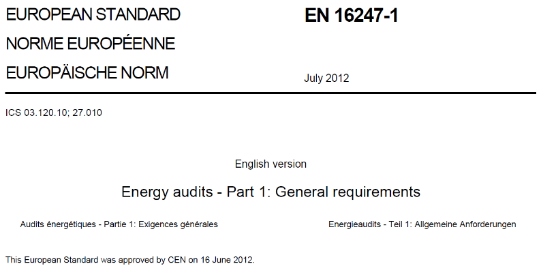 EUROPEAN STANDARD
EN 16247-1
NORME EUROPÉENNE
EUROPÄISCHE NORM
July 2012
ICS 03.120.10; 27.010
English version
Energy audits - Part 1: General requirements
Audits énergétiques - Partie 1: Exigences générales
Energieaudits - Teil 1: Allgemeine Anforderungen
This European Standard was approved by CEN on 16 June 2012.